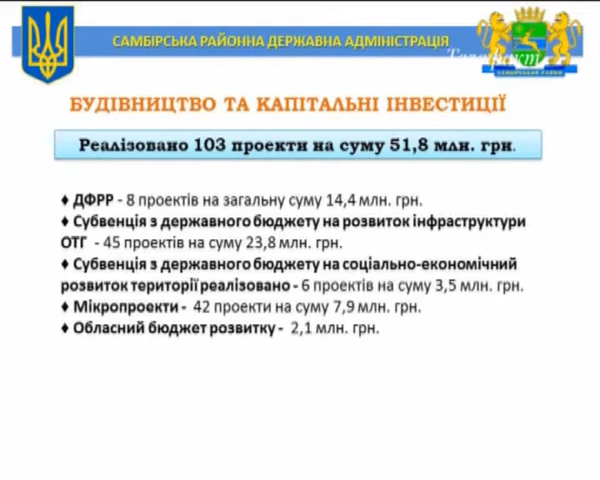 САМБІРСЬКА РАЙОННА ДЕРЖАВНА АДМІНІСТРАЦІЯ
САМБІРСЬКИЙ РАЙОН
БУДІВНИЦТВО ТА КАПІТАЛЬНІ ІНВЕСТИЦІЇ
Реалізовано 103 проекти на суму 51,8 млн. грн.
♦ ДФРР - 8 проектів на загальну суму 14,4 млн. грн.
♦ Субвенція з державного бюджету на розвиток інфраструктури
ОТГ - 45 проектів на суму 23,8 млн. грн.
♦ Субвенція з державного бюджету на соціально-економічний
розвиток території реалізовано - 6 проектів на суму 3,5 млн. грн.
♦ Мікропроекти - 42 проекти на суму 7,9 млн. грн.
♦ Обласний бюджет розвитку - 2,1 млн. грн.